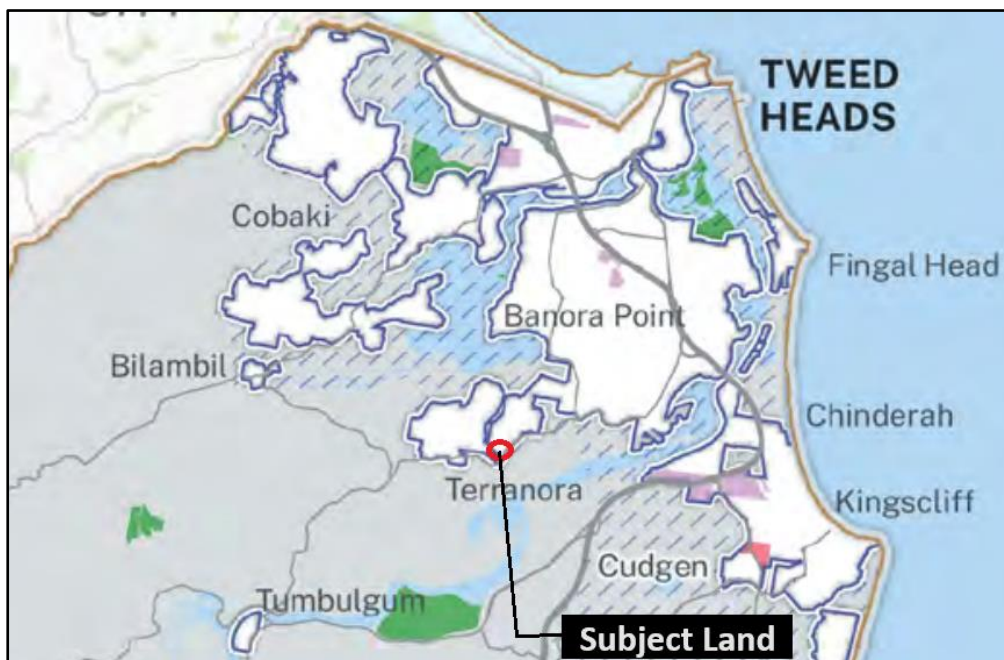 TWEED
HEADS
Cobaki
Fingal Head
Banora Point
Bilambil
Chinderah
Terranora
Kingscliff
Cudgen
Tumbulgum
Subject Land